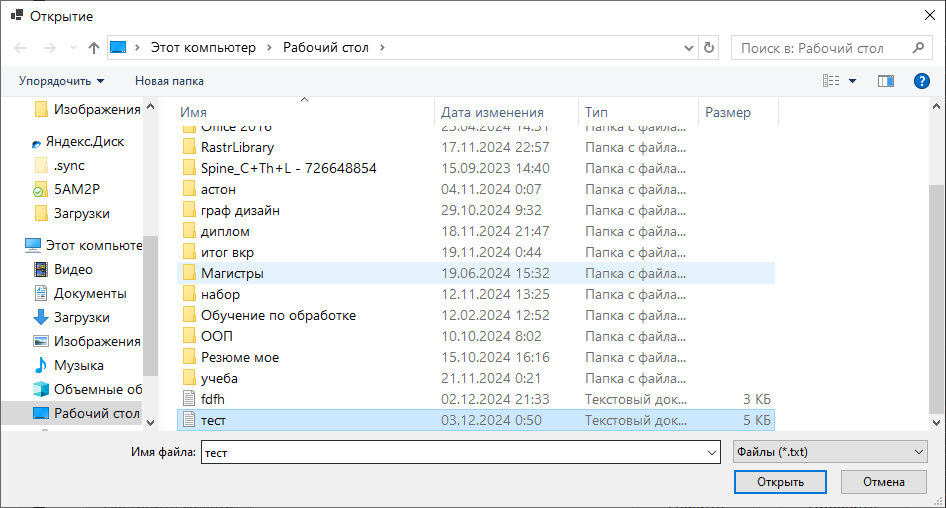 Открытие
Этот компьютер › Рабочий стол ›
Поиск в: Рабочий стол
Упорядочить Новая папка
Изображения
Яндекс.Диск
.sync
5AM2P
Загрузки
Этот компьюте
Видео
Документы
Загрузки
Изображения
Музыка
Объемные об
Рабочий стол
Имя Дата изменения Тип Размер
Office 2016 23.04.2024 14:31 Папка с файла...
RastrLibrary 17.11.2024 22:57 Папка с файла...
Spine_C+Th+L - 726648854 15.09.2023 14:40 Папка с файла...
астон 04.11.2024 0:07 Папка с файла...
граф дизайн 29.10.2024 9:32 Папка с файла...
диплом 18.11.2024 21:47 Папка с файла...
итог вкр 19.11.2024 0:44 Папка с файла...
Магистры 19.06.2024 15:32 Папка с файла...
набор 12.11.2024 13:25 Папка с файла...
Обучение по обработке 12.02.2024 12:52 Папка с файла...
ООП 10.10.2024 8:02 Папка с файла...
Резюме мое 15.10.2024 16:16 Папка с файла...
учеба 21.11.2024 0:21 Папка с файла...
fdfh 02.12.2024 21:33 Текстовый док... 3 КБ
тест 03.12.2024 0:50 Текстовый док... 5 КБ
Имя файла: тест Файлы (*.txt)
Открыть Отмена